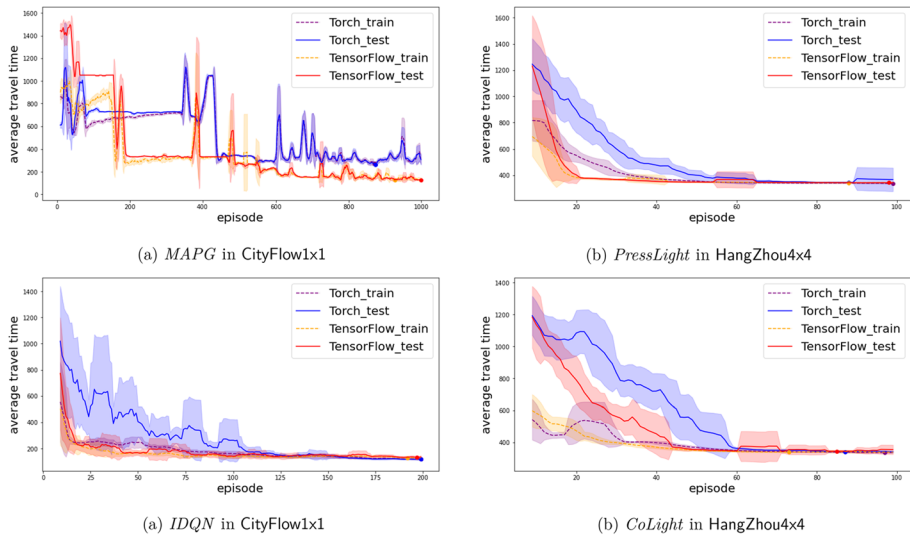 1600
1400
1200
1000
800
600
400
200
0
average travel time
Torch_train
Torch_test
TensorFlow_train
TensorFlow_test
0 200 400 600 800 1000
episode
(a) MAPG in CityFlow1x1
1600
1400
1200
1000
800
600
400
average travel time
Torch_train
Torch_test
TensorFlow_train
TensorFlow_test
20 40 60 80 100
episode
(b) PressLight in HangZhou4x4
1400
1200
1000
800
600
400
200
average travel time
Torch_train
Torch_test
TensorFlow_train
TensorFlow_test
0 25 50 75 100 125 150 175 200
episode
(a) IDQN in CityFlow1x1
1400
1200
1000
800
600
400
average travel time
Torch_train
Torch_test
TensorFlow_train
TensorFlow_test
20 40 60 80 100
episode
(b) CoLight in HangZhou4x4